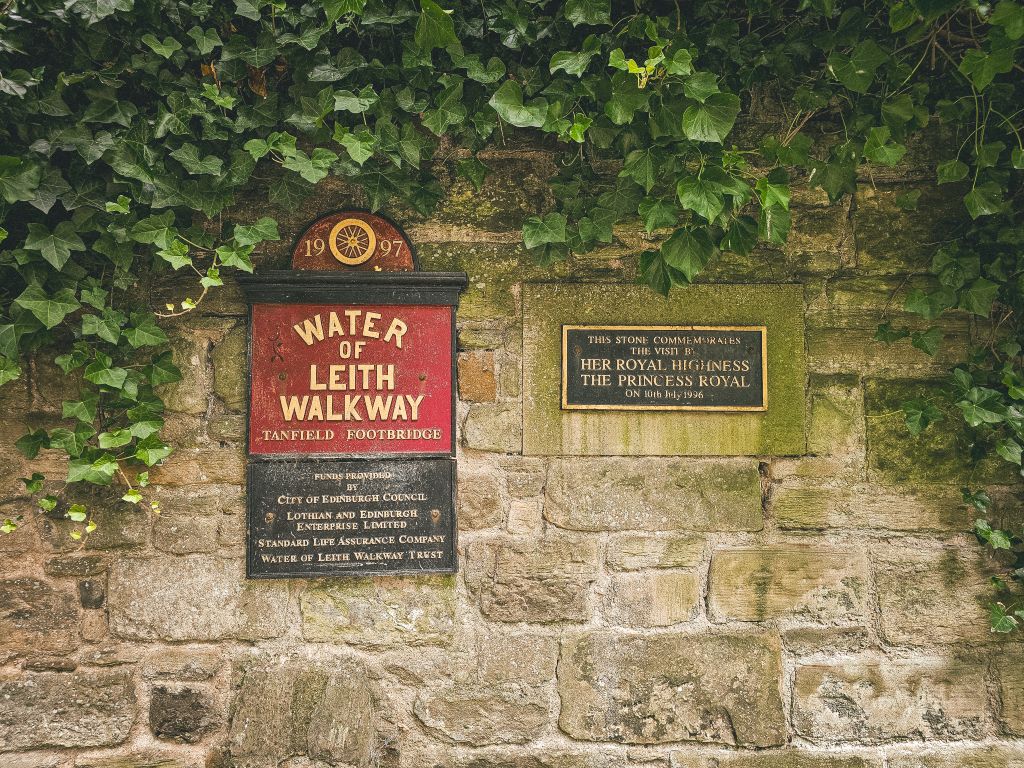 1997
WATER
OF
LEITH
WALKWAY
TANFIELD FOOTBRIDGE
FUNDS PROVIDED
BY
CITY OF EDINBURGH COUNCIL
LOTHIAN AND EDINBURGH
ENTERPRISE LIMITED
STANDARD LIFE ASSURANCE COMPANY
WATER OF LEITH WALKWAY TRUST
THIS STONE COMMEMORATES
THE VISIT BY
HER ROYAL HIGHNESS
THE PRINCESS ROYAL
ON 10th July 1996